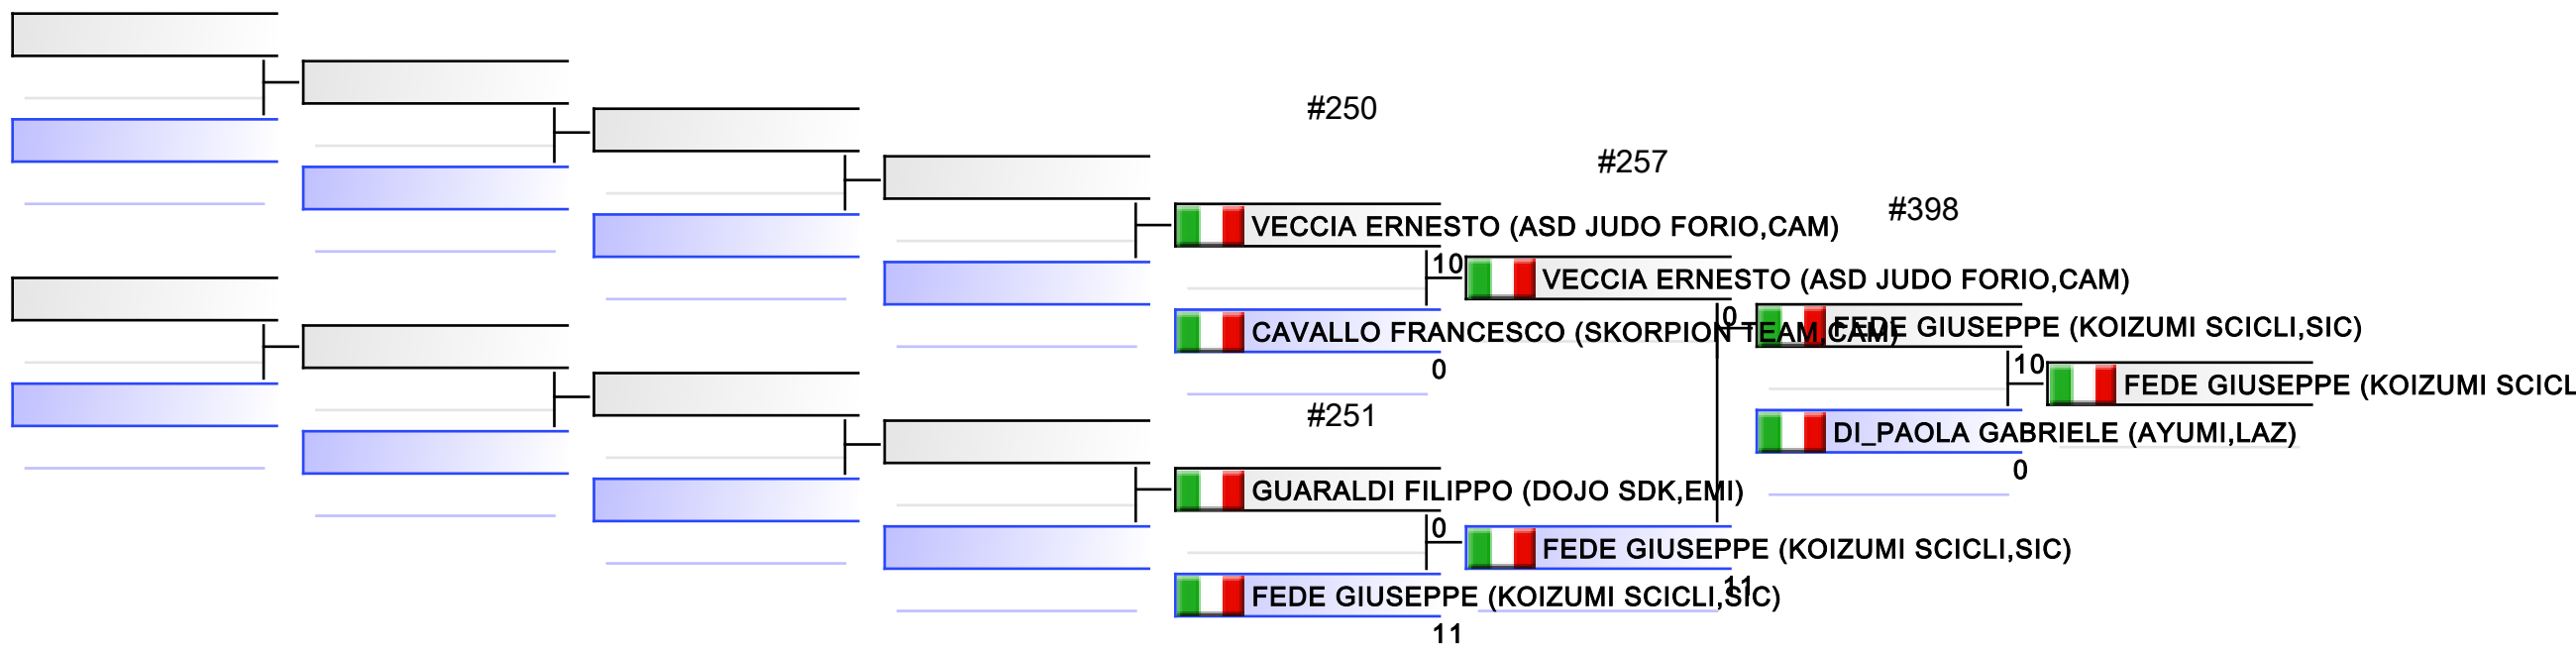 #250
#257
#398
VECCIA ERNESTO (ASD JUDO FORIO,CAM)
10
VECCIA ERNESTO (ASD JUDO FORIO,CAM)
0
CAVALLO FRANCESCO (SKORPION TEAM,CAM)
0
FEDE GIUSEPPE (KOIZUMI SCICLI,SIC)
10
FEDE GIUSEPPE (KOIZUMI SCICL
#251
DI_PAOLA GABRIELE (AYUMI,LAZ)
0
GUARALDI FILIPPO (DOJO SDK,EMI)
0
FEDE GIUSEPPE (KOIZUMI SCICLI,SIC)
11
FEDE GIUSEPPE (KOIZUMI SCICLI,SIC)
11